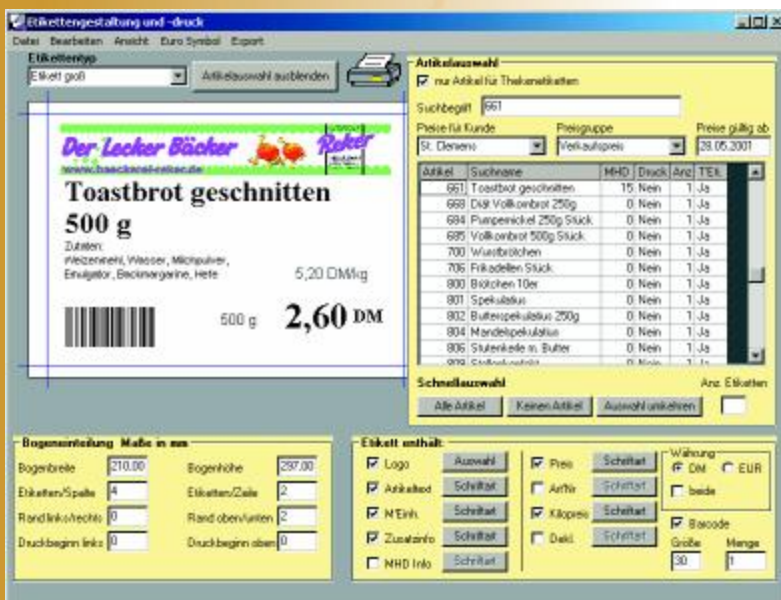 Etikettengestaltung und -druck
Datei Bearbeiten Ansicht Euro Symbol Export
Etikettentyp
Etikett groß
Artikelauswahl ausblenden
Der Lecker Bäcker Reker
www.baeckerei-reker.de
Toastbrot geschnitten
500 g
Zutaten:
Weizenmehl, Wasser, Milchpulver,
Emulgator, Backmargarine, Hefe
5,20 DM/kg
500 g 2,60 DM
Artikelauswahl
nur Artikel für Thekenetiketten
Suchbegriff 661
Preise für Kunde Preisgruppe Preise gültig ab
St. Clemens Verkaufspreis 28.05.2001
Artikel Suchname MHD Druck Anz T'Eti.
661 Toastbrot geschnitten 15 Nein 1 Ja
668 Diät Vollkornbrot 250g 0 Nein 1 Ja
684 Pumpernickel 250g Stück 0 Nein 1 Ja
685 Vollkornbrot 500g Stück 0 Nein 1 Ja
700 Wurstbrötchen 0 Nein 1 Ja
706 Frikadellen Stück 0 Nein 1 Ja
800 Brötchen 10er 0 Nein 1 Ja
801 Spekulatius 0 Nein 1 Ja
802 Butterspekulatius 250g 0 Nein 1 Ja
804 Mandelspekulatius 0 Nein 1 Ja
806 Stutenkerle m. Butter 0 Nein 1 Ja
Schnellauswahl Anz. Etiketten
Alle Artikel Keinen Artikel Auswahl umkehren
Bogeneinteilung Maße in mm
Bogenbreite 210,00 Bogenhöhe 297,00
Etiketten/Spalte 4 Etiketten/Zeile 2
Rand links/rechts 0 Rand oben/unten 2
Druckbeginn links 0 Druckbeginn oben 0
Etikett enthält:
Logo Auswahl
Artikeltext Schriftart
M'Einh. Schriftart
Zusatzinfo Schriftart
MHD Info Schriftart
Preis Schriftart
Art'Nr Schriftart
Kilopreis Schriftart
Dekl. Schriftart
Währung
DM EUR
beide
Barcode
Größe Menge
30 1